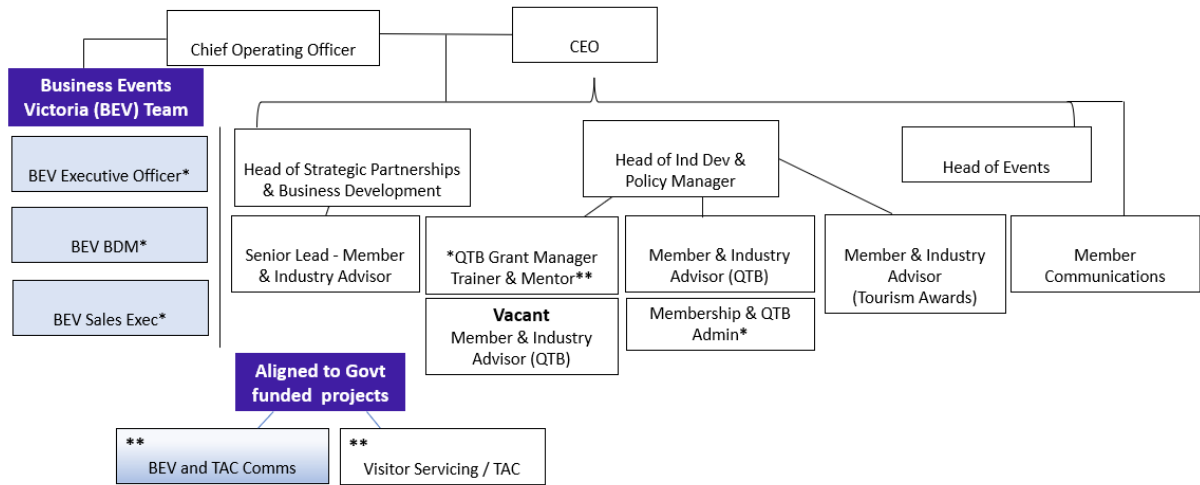 Chief Operating Officer
CEO
Business Events
Victoria (BEV) Team
BEV Executive Officer*
BEV BDM*
BEV Sales Exec*
Head of Strategic Partnerships
& Business Development
Head of Ind Dev &
Policy Manager
Head of Events
Senior Lead - Member
& Industry Advisor
*QTB Grant Manager
Trainer & Mentor**
Member & Industry
Advisor (QTB)
Member & Industry
Advisor
(Tourism Awards)
Member
Communications
Vacant
Member & Industry
Advisor (QTB)
Membership & QTB
Admin*
Aligned to Govt
funded projects
**
BEV and TAC Comms
**
Visitor Servicing / TAC